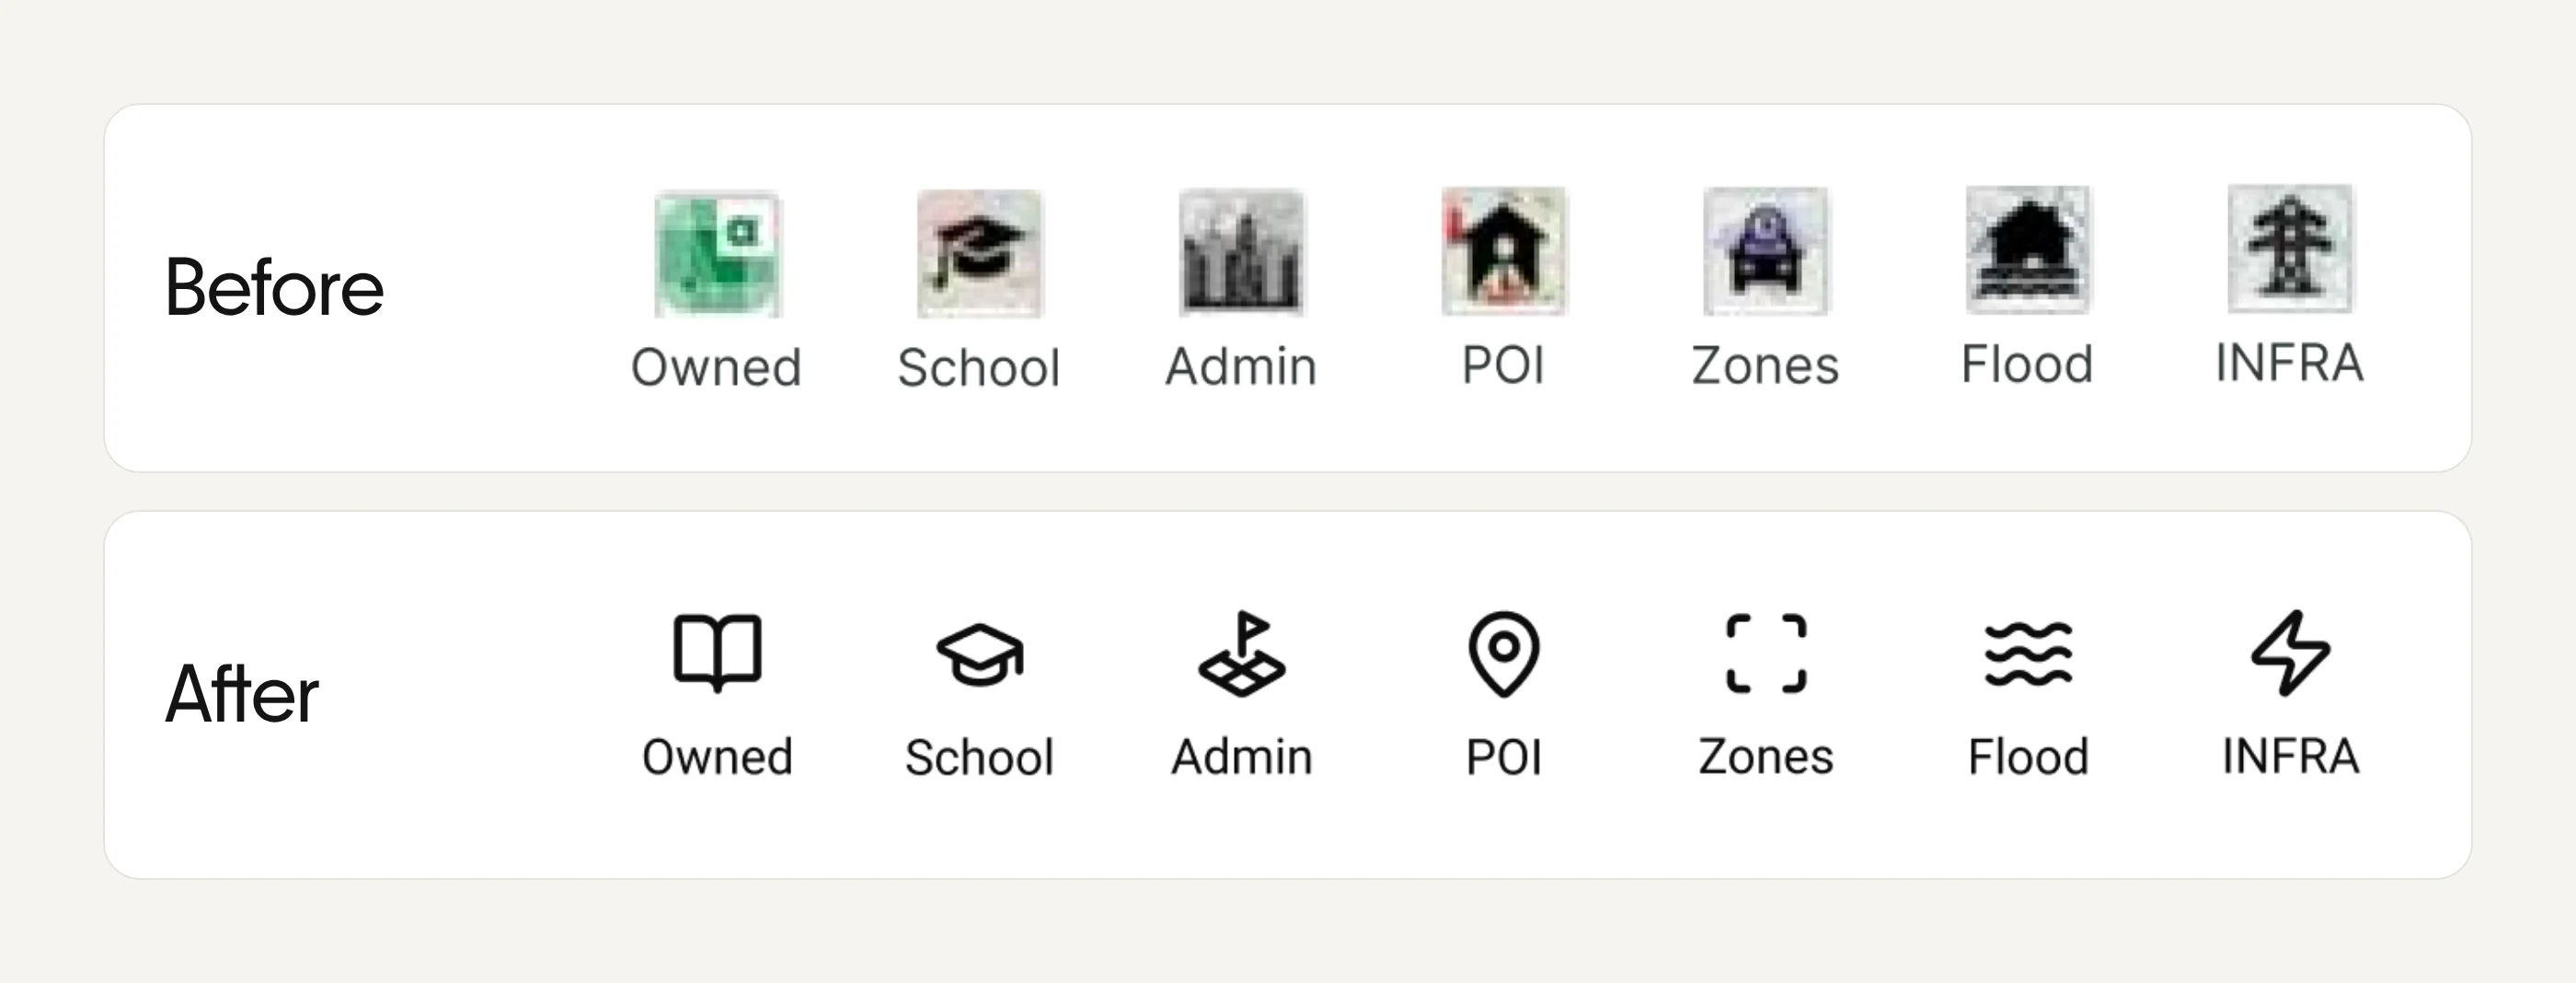 Before
a
Owned
School
Admin
POI
Zones
Flood
INFRA
After
Owned
School
Admin
POI
Zones
Flood
INFRA